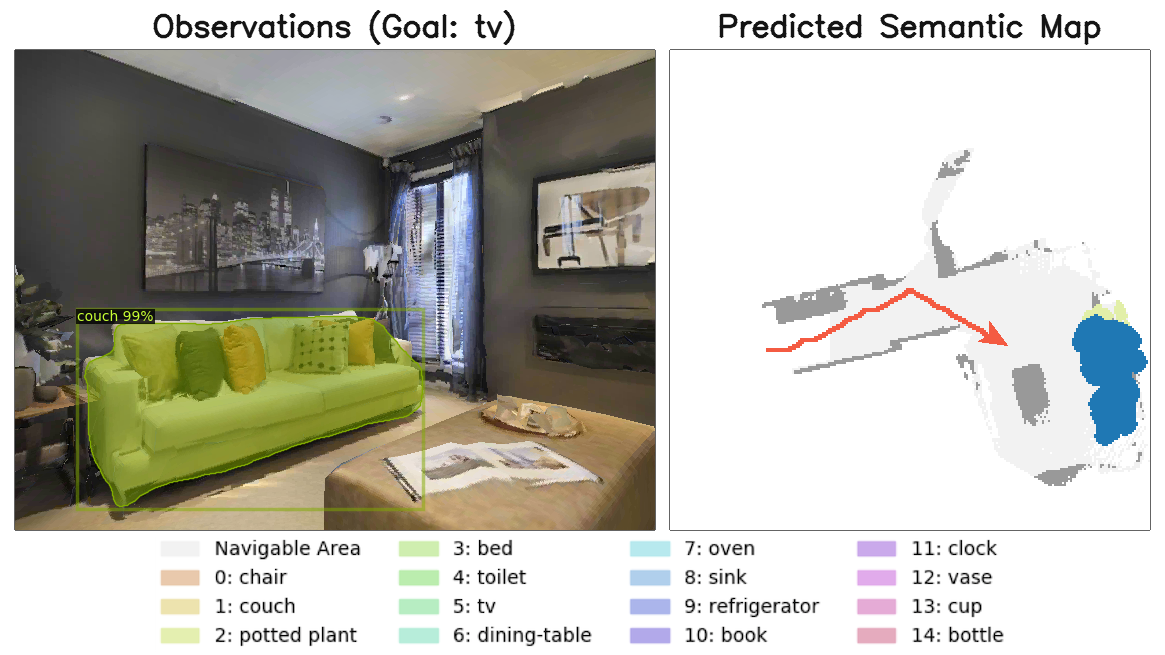 Observations (Goal: tv)
Predicted Semantic Map
couch 99%
Navigable Area
0: chair
1: couch
2: potted plant
3: bed
4: toilet
5: tv
6: dining-table
7: oven
8: sink
9: refrigerator
10: book
11: clock
12: vase
13: cup
14: bottle